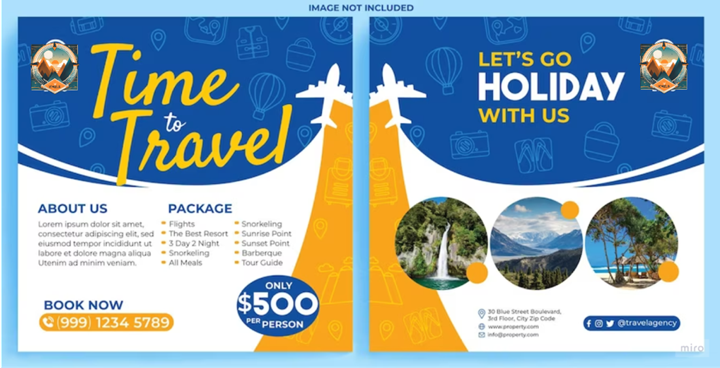 IMAGE NOT INCLUDED
Time
to
Travel
ABOUT US
Lorem ipsum dolor sit amet,
consectetur adipiscing elit, sed
eiusmod tempor incididunt ut
labore et dolore magna aliqua
Utenim ad minim veniam.
PACKAGE
Flights
The Best Resort
3 Day 2 Night
Snorkeling
All Meals
Snorkeling
Sunrise Point
Sunset Point
Barberque
Tour Guide
BOOK NOW
(999) 1234 5789
ONLY
$500
PER PERSON
LET'S GO
HOLIDAY
WITH US
30 Blue Street Boulevard,
3rd Floor, City Zip Code
www.property.com
info@property.com
@travelagency
miro